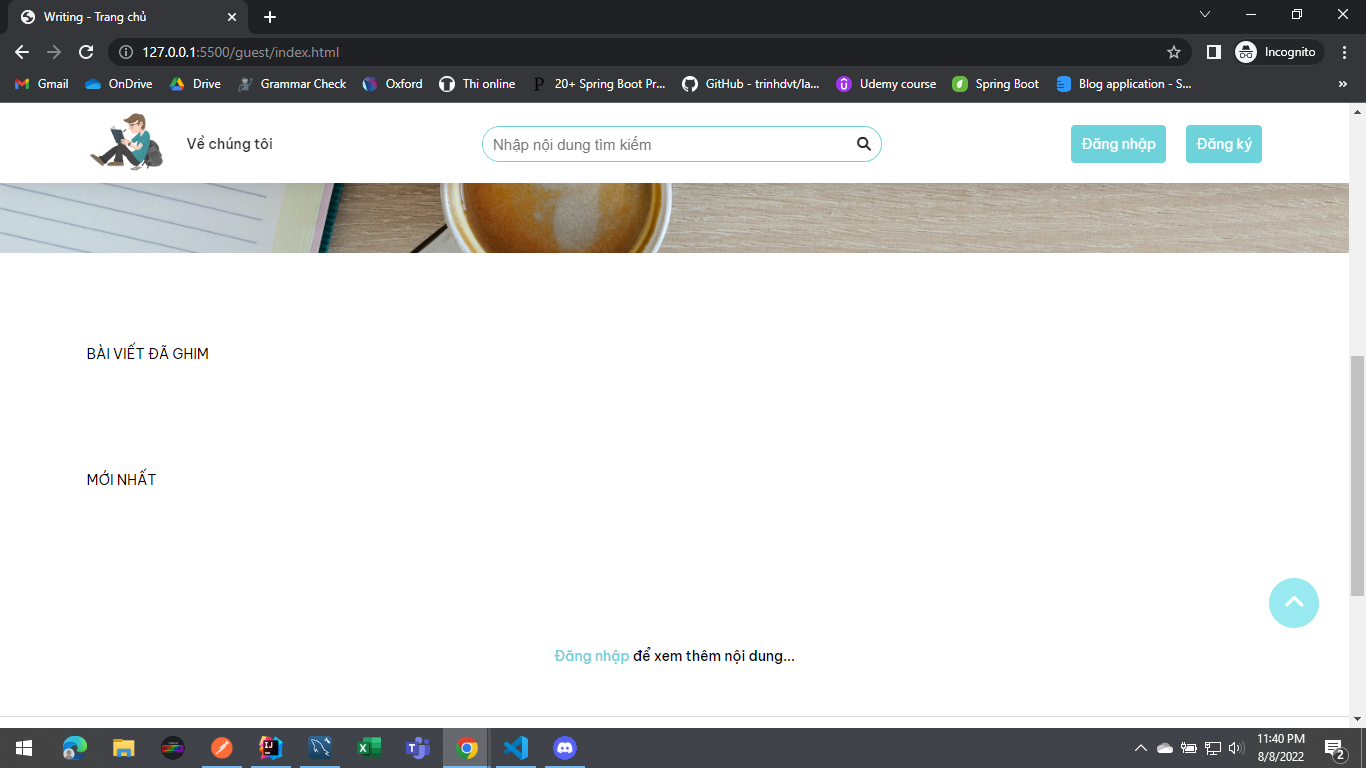 Writing - Trang chủ
127.0.0.1:5500/guest/index.html
Incognito
Gmail OnDrive Drive Grammar Check Oxford Thi online 20+ Spring Boot Pr... GitHub - trinhdvt/la... Udemy course Spring Boot Blog application - S... »
Về chúng tôi Nhập nội dung tìm kiếm Đăng nhập Đăng ký
BÀI VIẾT ĐÃ GHIM
MỚI NHẤT
Đăng nhập để xem thêm nội dung...
11:40 PM
8/8/2022
2